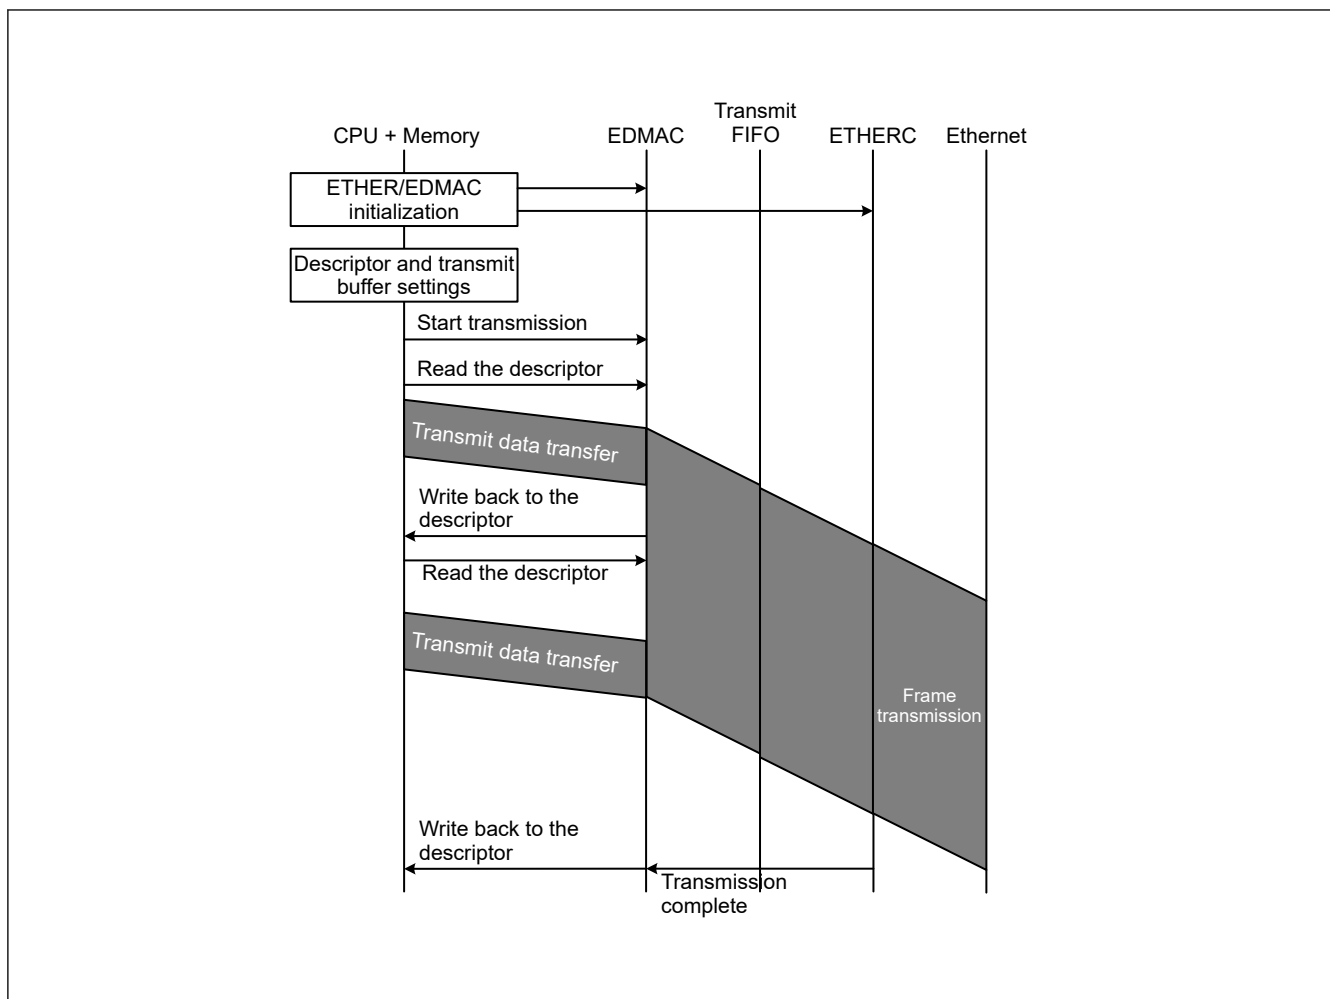 Transmit
FIFO
CPU + Memory
EDMAC
ETHERC
Ethernet
ETHER/EDMAC
initialization
Descriptor and transmit
buffer settings
Start transmission
Read the descriptor
Transmit data transfer
Write back to the
descriptor
Read the descriptor
Transmit data transfer
Frame
transmission
Write back to the
descriptor
Transmission
complete